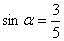 sin α = 3/5